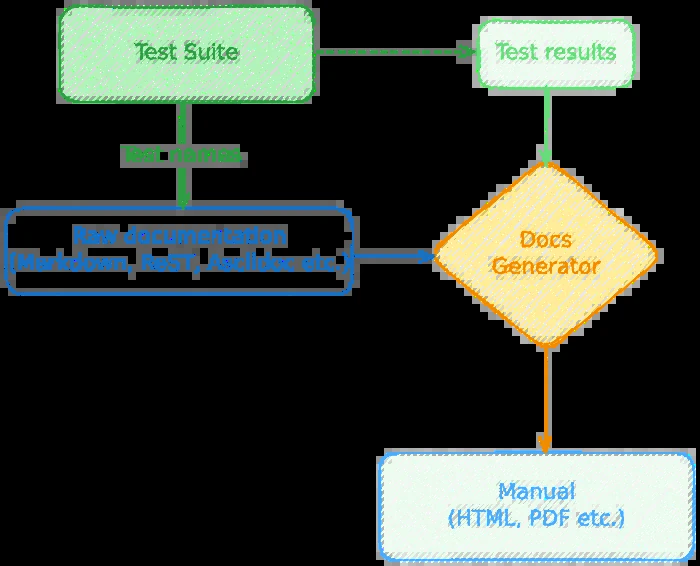 Test Suite
Test results
Test names
Raw documentation
(Markdown, ReST, Asciidoc etc.)
Docs
Generator
Manual
(HTML, PDF etc.)